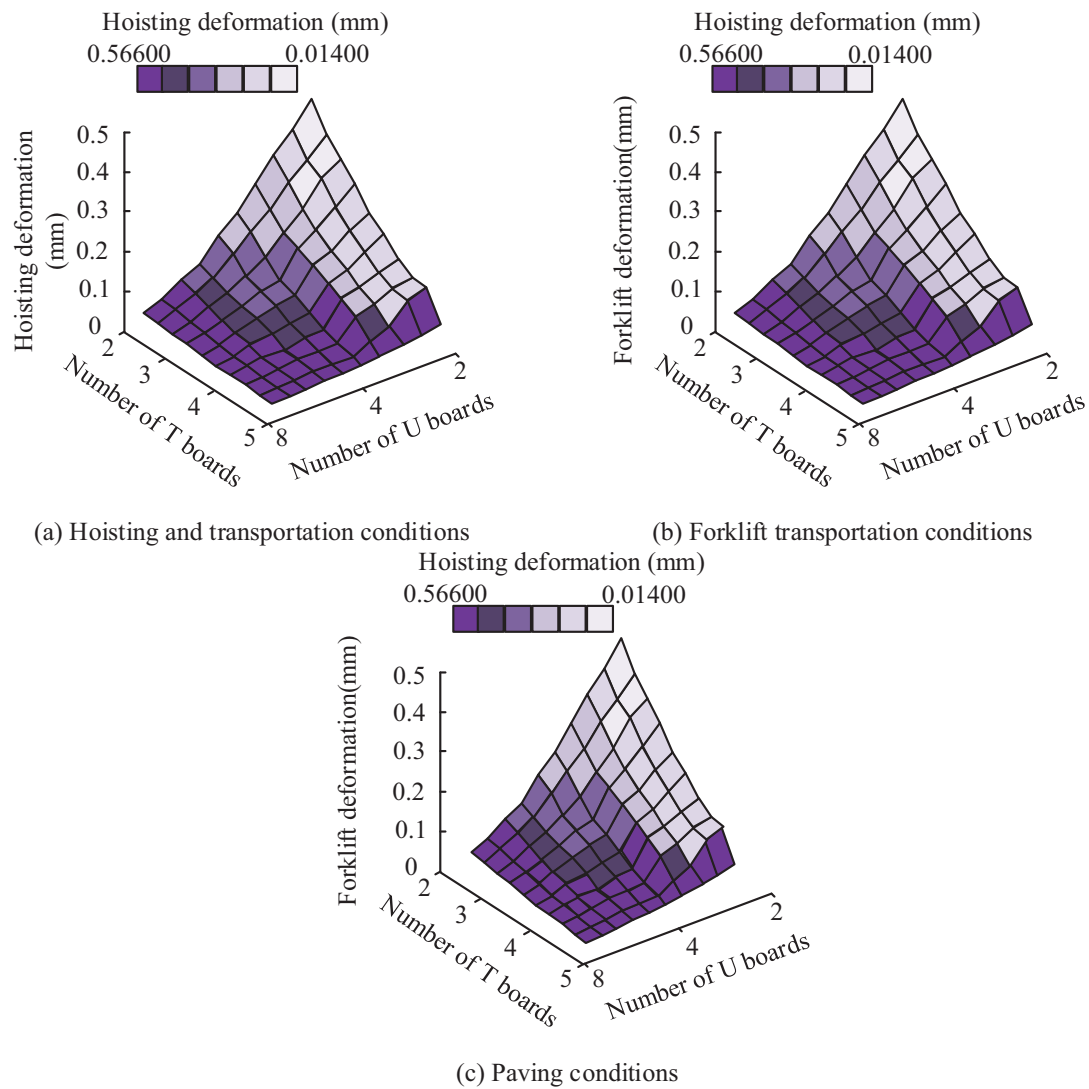 Hoisting deformation (mm)
0.56600 0.01400
Hoisting deformation
(mm)
0.5
0.4
0.3
0.2
0.1
0
2
3
4
5
Number of T boards
8
4
2
Number of U boards
(a) Hoisting and transportation conditions
Hoisting deformation (mm)
0.56600 0.01400
Forklift deformation(mm)
0.5
0.4
0.3
0.2
0.1
0
2
3
4
5
Number of T boards
8
4
2
Number of U boards
(b) Forklift transportation conditions
Hoisting deformation (mm)
0.56600 0.01400
Forklift deformation(mm)
0.5
0.4
0.3
0.2
0.1
0
2
3
4
5
Number of T boards
8
4
2
Number of U boards
(c) Paving conditions